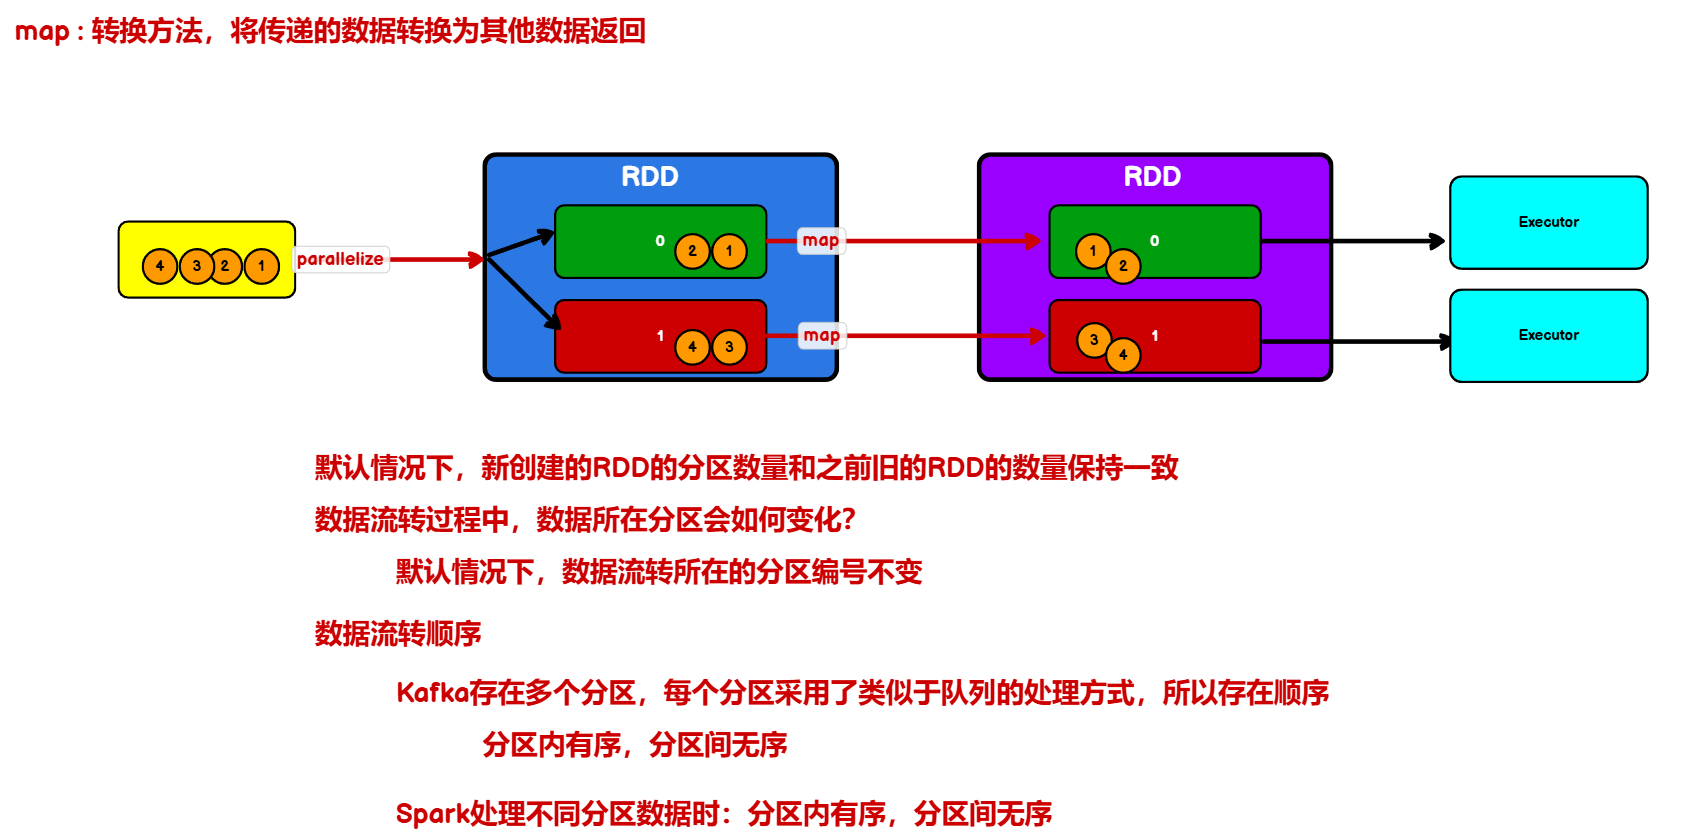 map : 转换方法，将传递的数据转换为其他数据返回
RDD
RDD
4 3 2 1
parallelize
0
2 1
map
1 2
0
Executor
1
4 3
map
3 4
1
Executor
默认情况下，新创建的RDD的分区数量和之前旧的RDD的数量保持一致
数据流转过程中，数据所在分区会如何变化？
默认情况下，数据流转所在的分区编号不变
数据流转顺序
Kafka存在多个分区，每个分区采用了类似于队列的处理方式，所以存在顺序
分区内有序，分区间无序
Spark处理不同分区数据时：分区内有序，分区间无序